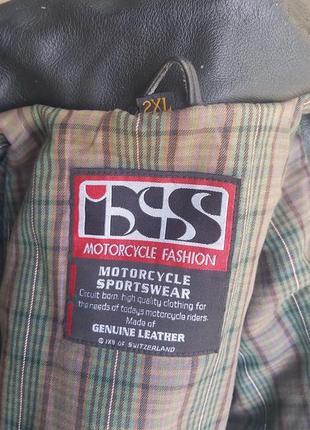 2XL
iXS
MOTORCYCLE FASHION
MOTORCYCLE
SPORTSWEAR
Circuit born, high quality clothing for
the needs of todays motorcycle riders.
Made of
GENUINE LEATHER
© IXS OF SWITZERLAND